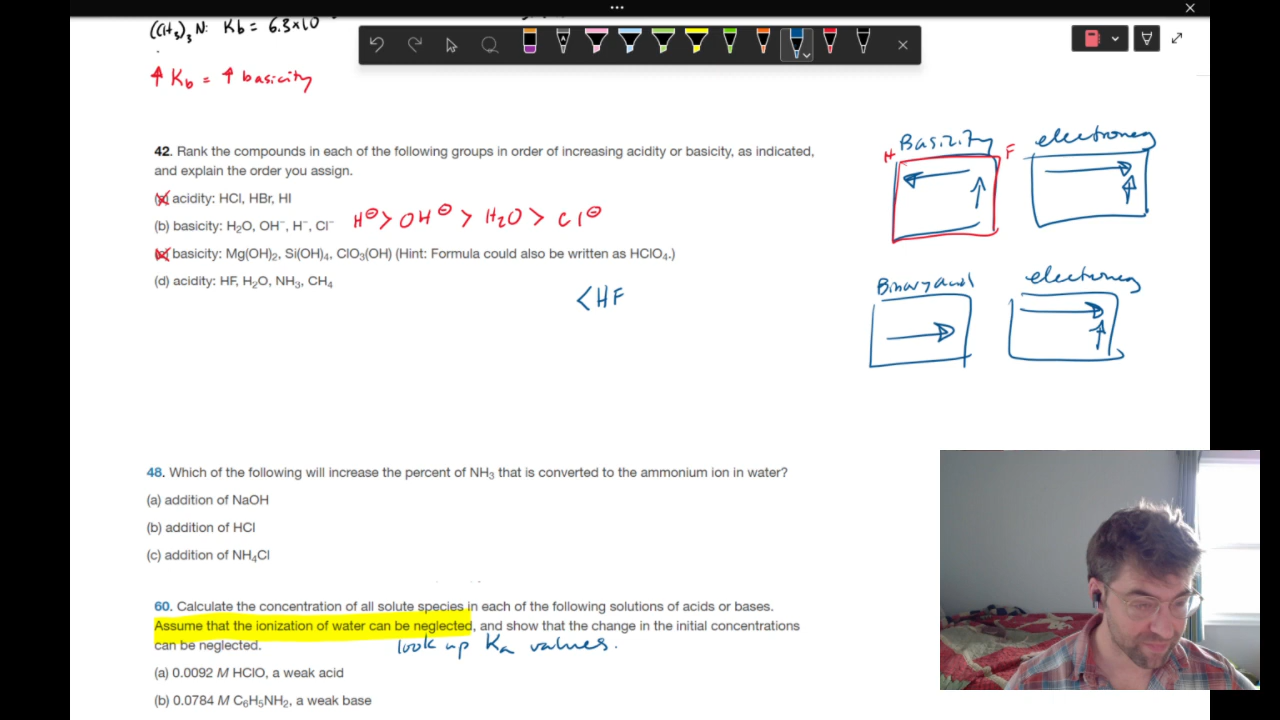 (CH₃)₃N: Kb = 6.3×10
↑ Kb = ↑ basicity
42. Rank the compounds in each of the following groups in order of increasing acidity or basicity, as indicated,
and explain the order you assign.
(a) acidity: HCl, HBr, HI
(b) basicity: H₂O, OH⁻, H⁻, Cl⁻ H⊖ > OH⊖ > H₂O > Cl⊖
(c) basicity: Mg(OH)₂, Si(OH)₄, ClO₃(OH) (Hint: Formula could also be written as HClO₄.)
(d) acidity: HF, H₂O, NH₃, CH₄
< HF
Basizity electroneg
H F
Binary acid electroneg
48. Which of the following will increase the percent of NH₃ that is converted to the ammonium ion in water?
(a) addition of NaOH
(b) addition of HCl
(c) addition of NH₄Cl
60. Calculate the concentration of all solute species in each of the following solutions of acids or bases.
Assume that the ionization of water can be neglected, and show that the change in the initial concentrations
can be neglected. look up Ka values.
(a) 0.0092 M HClO, a weak acid
(b) 0.0784 M C₆H₅NH₂, a weak base